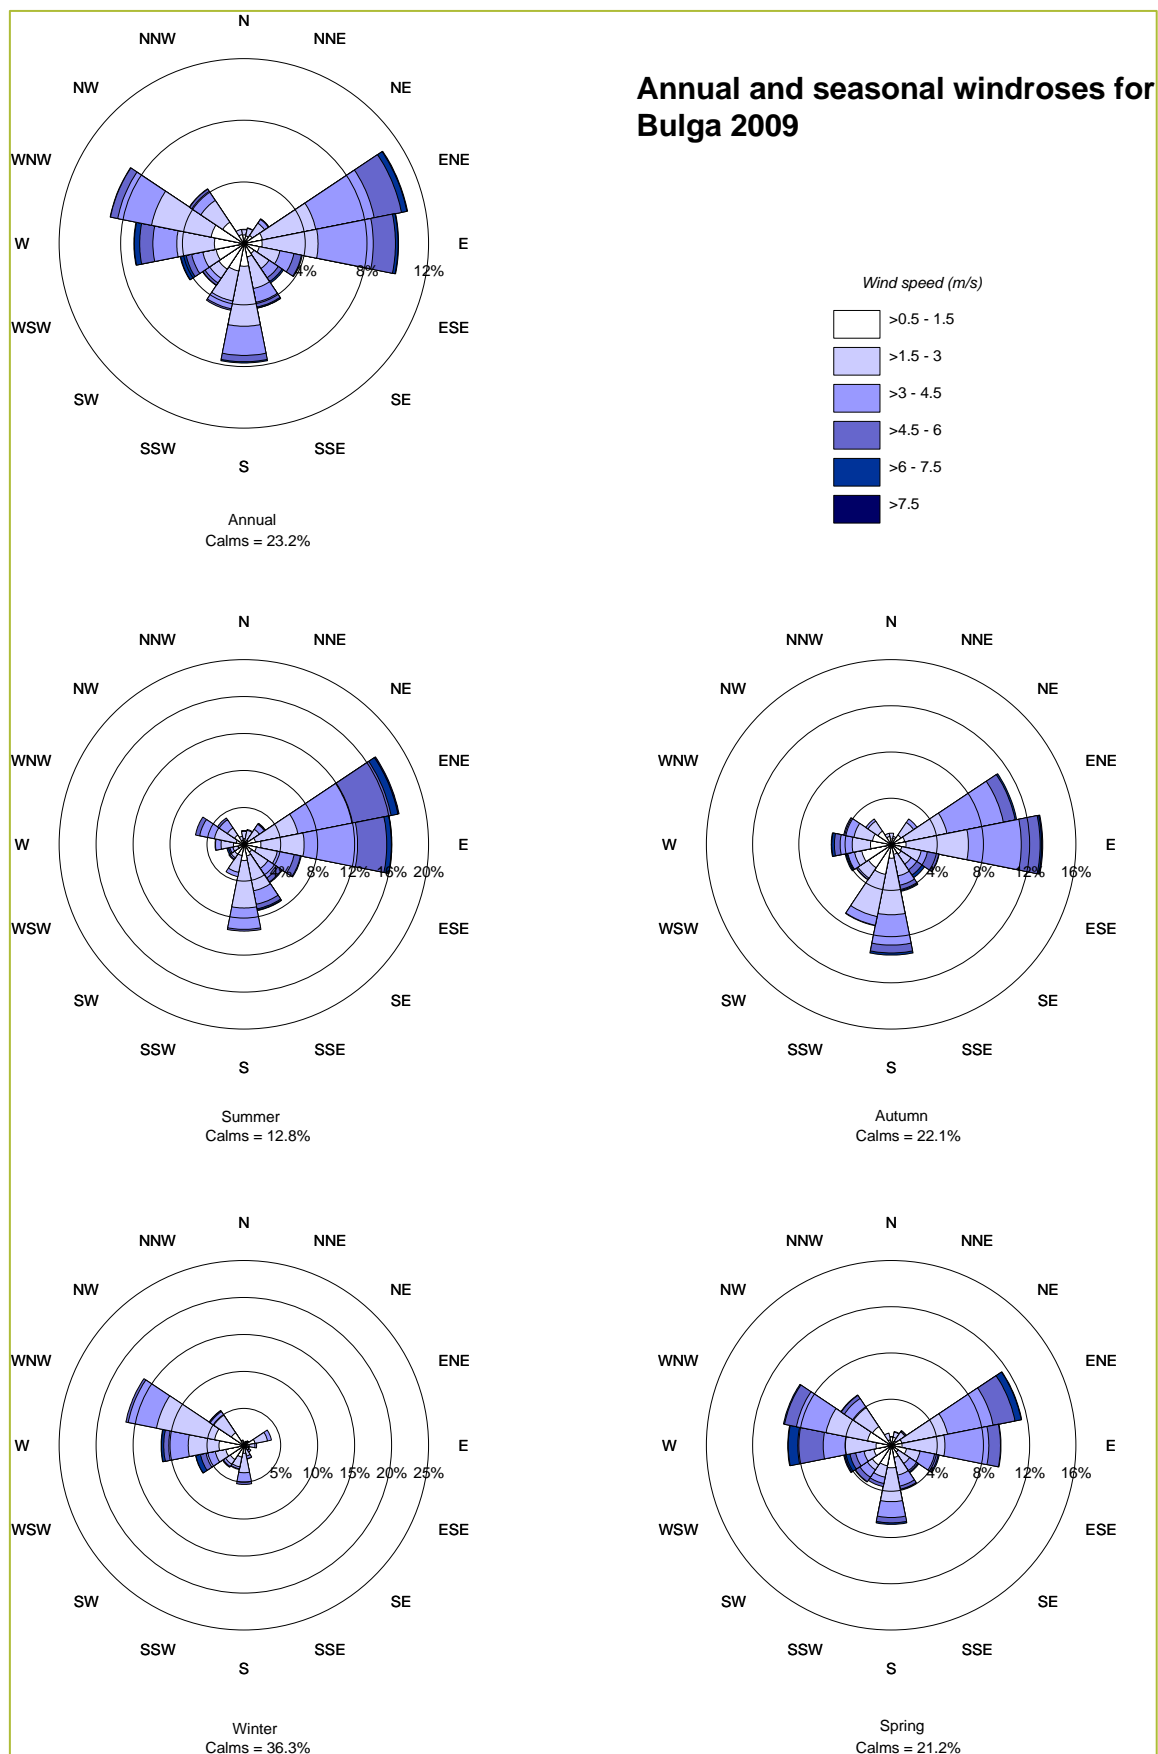 Annual and seasonal windroses for
Bulga 2009
N
NNW NNE
NW NE
WNW ENE
W E
4% 8% 12%
WSW ESE
SW SE
SSW SSE
S
Annual
Calms = 23.2%
Wind speed (m/s)
>0.5 - 1.5
>1.5 - 3
>3 - 4.5
>4.5 - 6
>6 - 7.5
>7.5
N
NNW NNE
NW NE
WNW ENE
W E
4% 8% 12% 16% 20%
WSW ESE
SW SE
SSW SSE
S
Summer
Calms = 12.8%
N
NNW NNE
NW NE
WNW ENE
W E
4% 8% 12% 16%
WSW ESE
SW SE
SSW SSE
S
Autumn
Calms = 22.1%
N
NNW NNE
NW NE
WNW ENE
W E
5% 10% 15% 20% 25%
WSW ESE
SW SE
SSW SSE
S
Winter
Calms = 36.3%
N
NNW NNE
NW NE
WNW ENE
W E
4% 8% 12% 16%
WSW ESE
SW SE
SSW SSE
S
Spring
Calms = 21.2%